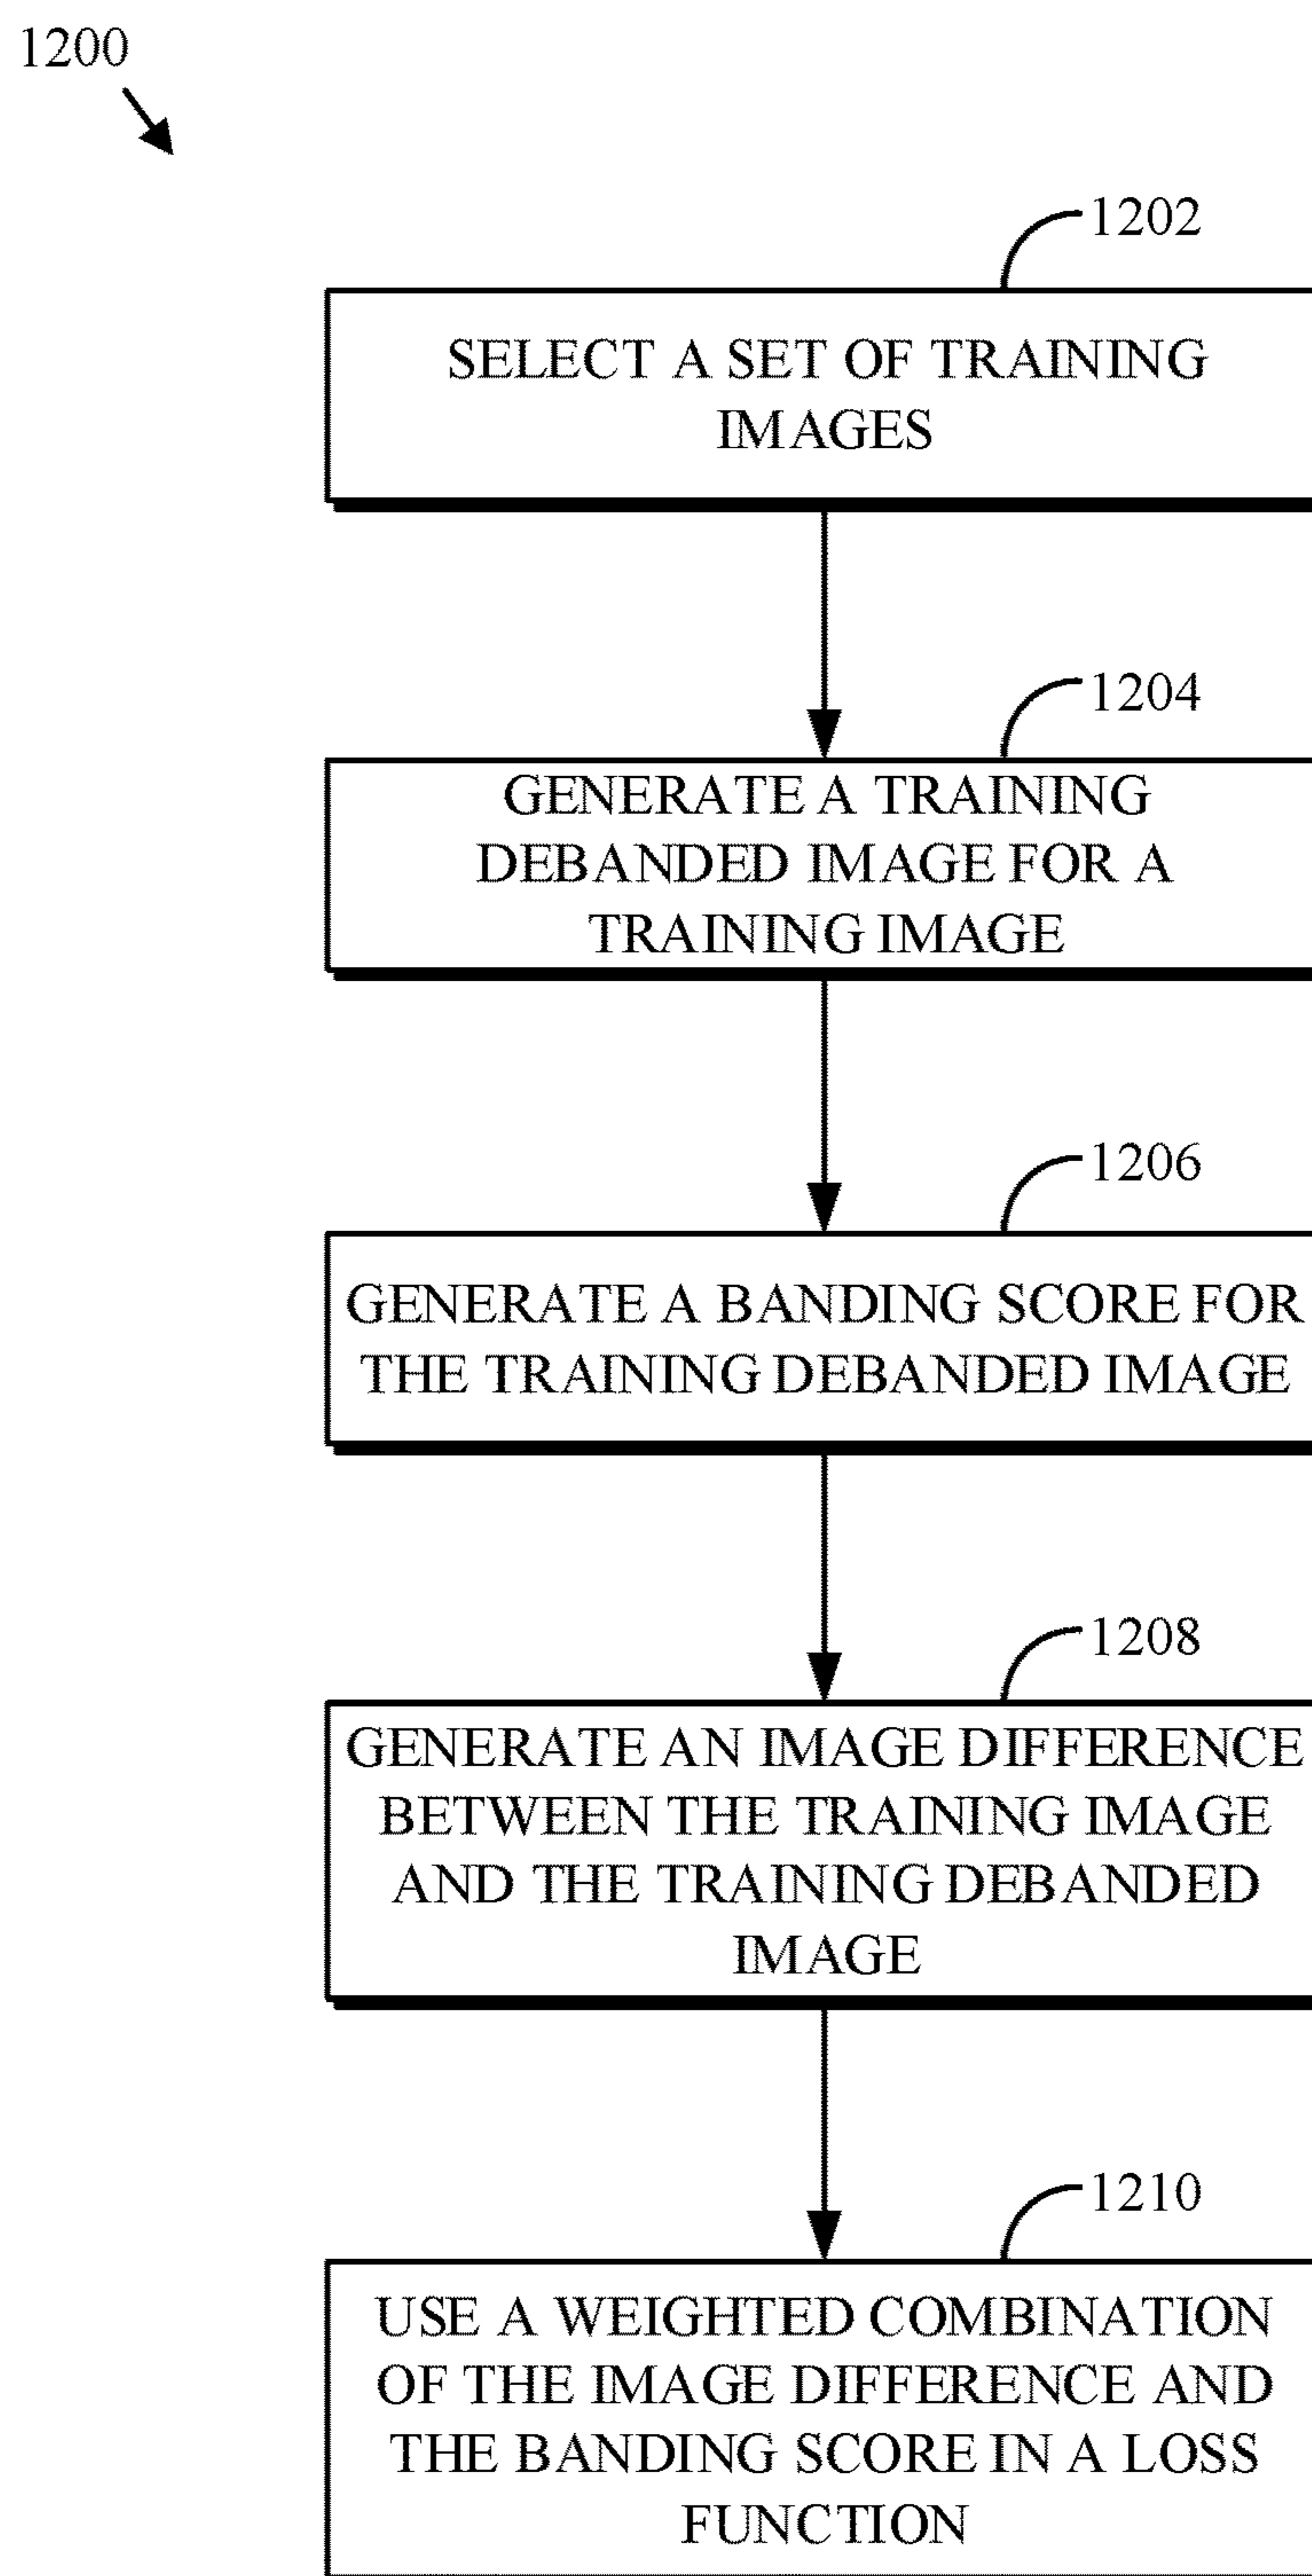 1200
1202
SELECT A SET OF TRAINING
IMAGES
1204
GENERATE A TRAINING
DEBANDED IMAGE FOR A
TRAINING IMAGE
1206
GENERATE A BANDING SCORE FOR
THE TRAINING DEBANDED IMAGE
1208
GENERATE AN IMAGE DIFFERENCE
BETWEEN THE TRAINING IMAGE
AND THE TRAINING DEBANDED
IMAGE
1210
USE A WEIGHTED COMBINATION
OF THE IMAGE DIFFERENCE AND
THE BANDING SCORE IN A LOSS
FUNCTION